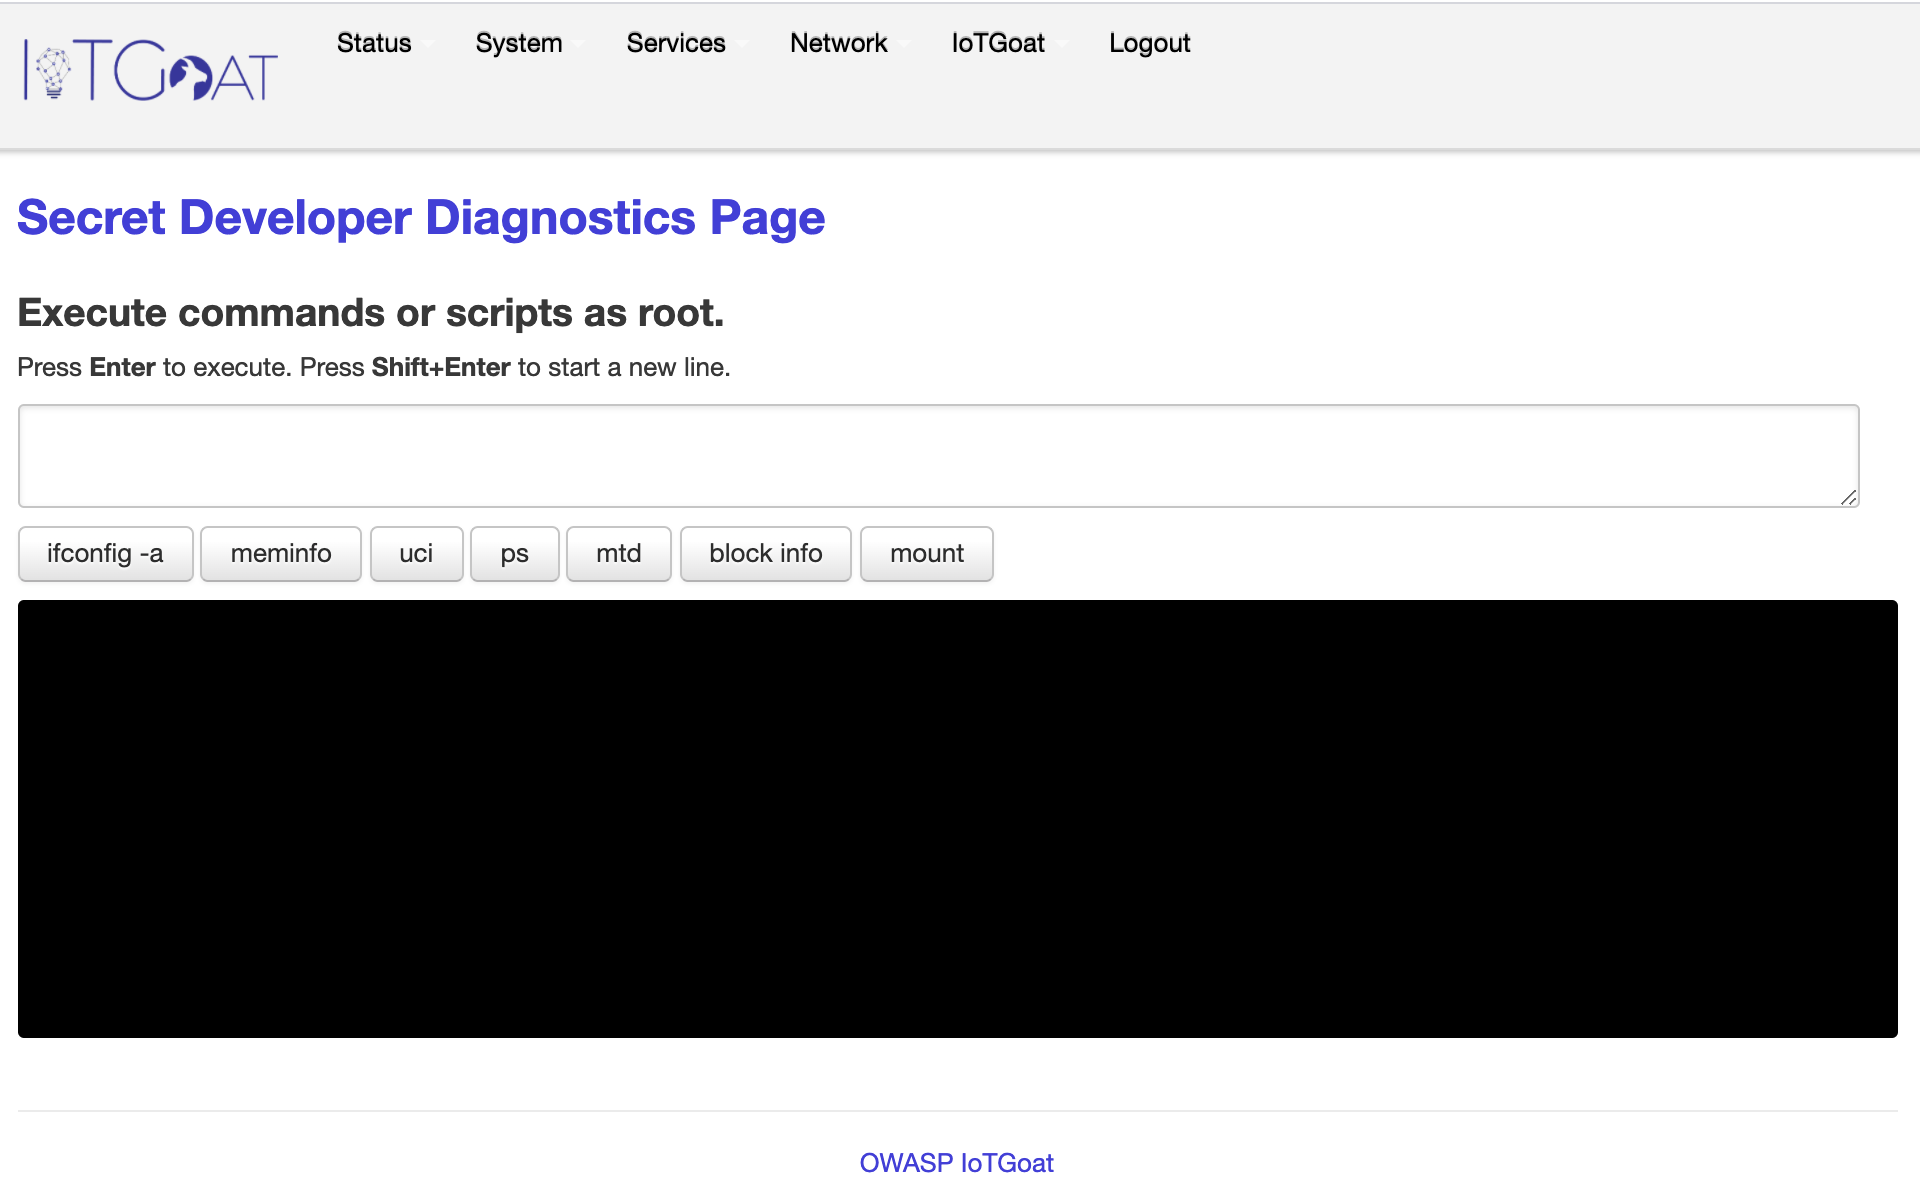 IoTGOAT
Status System Services Network IoTGoat Logout
Secret Developer Diagnostics Page
Execute commands or scripts as root.
Press Enter to execute. Press Shift+Enter to start a new line.
ifconfig -a meminfo uci ps mtd block info mount
OWASP IoTGoat